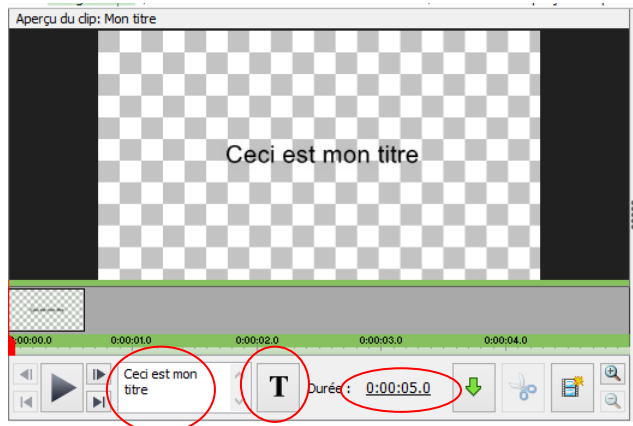 Aperçu du clip: Mon titre
Ceci est mon titre
0:00:00.0 0:00:01.0 0:00:02.0 0:00:03.0 0:00:04.0
Ceci est mon
titre
T
Durée : 0:00:05.0